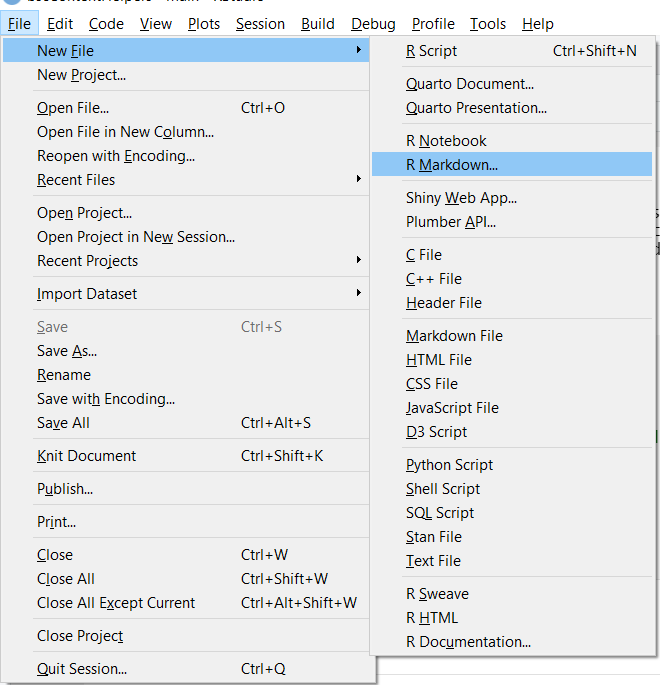 File Edit Code View Plots Session Build Debug Profile Tools Help
New File
New Project...
Open File... Ctrl+O
Open File in New Column...
Reopen with Encoding...
Recent Files
Open Project...
Open Project in New Session...
Recent Projects
Import Dataset
Save Ctrl+S
Save As...
Rename
Save with Encoding...
Save All Ctrl+Alt+S
Knit Document Ctrl+Shift+K
Publish...
Print...
Close Ctrl+W
Close All Ctrl+Shift+W
Close All Except Current Ctrl+Alt+Shift+W
Close Project
Quit Session... Ctrl+Q
R Script Ctrl+Shift+N
Quarto Document...
Quarto Presentation...
R Notebook
R Markdown...
Shiny Web App...
Plumber API...
C File
C++ File
Header File
Markdown File
HTML File
CSS File
JavaScript File
D3 Script
Python Script
Shell Script
SQL Script
Stan File
Text File
R Sweave
R HTML
R Documentation...